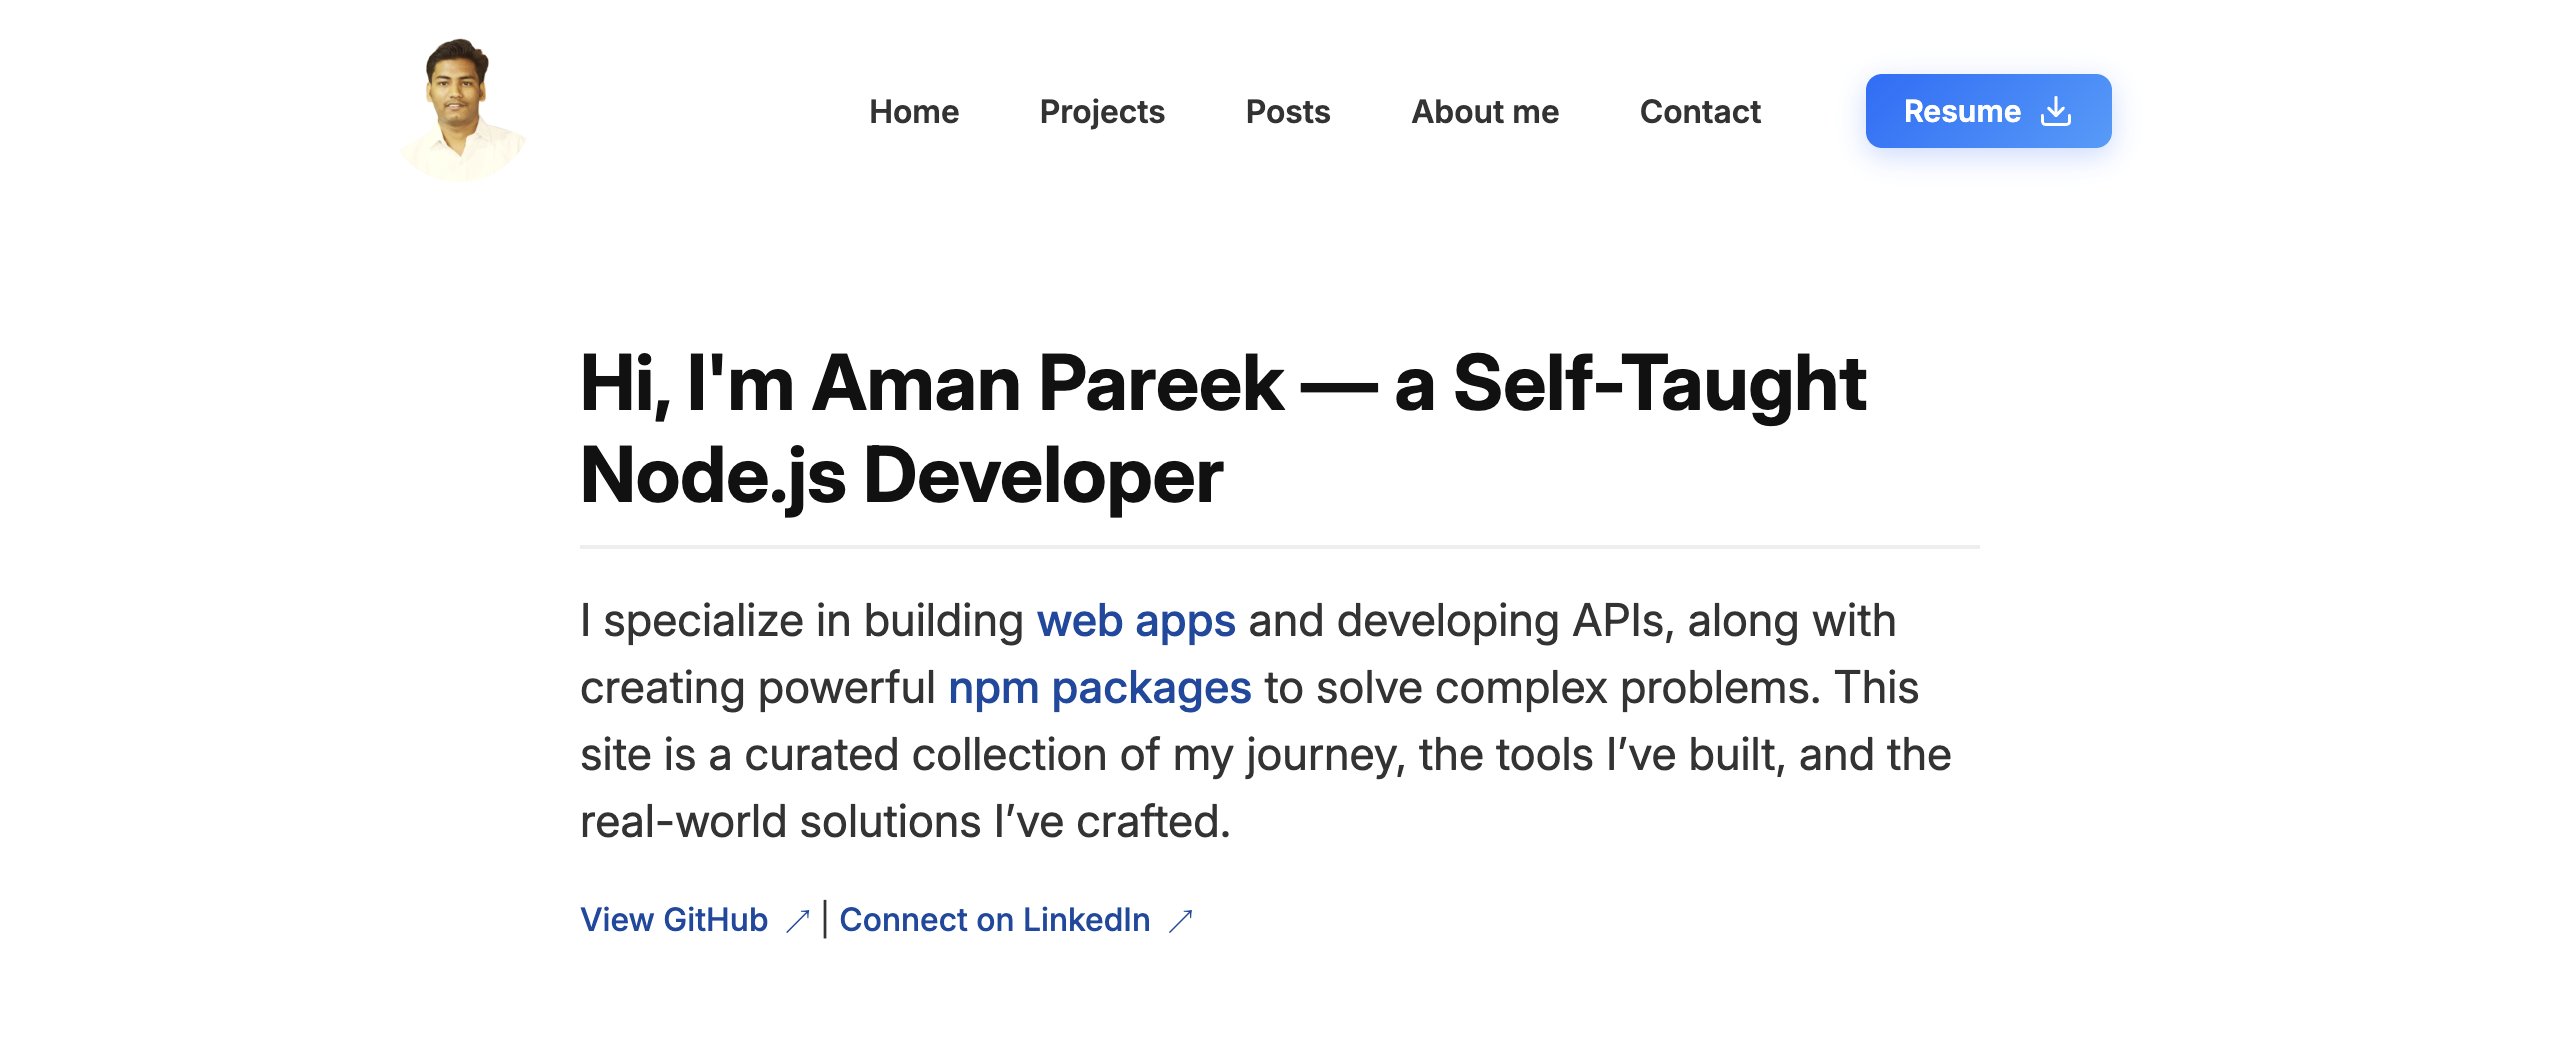 Home Projects Posts About me Contact Resume
Hi, I'm Aman Pareek — a Self-Taught
Node.js Developer
I specialize in building web apps and developing APIs, along with
creating powerful npm packages to solve complex problems. This
site is a curated collection of my journey, the tools I’ve built, and the
real-world solutions I’ve crafted.
View GitHub ↗ | Connect on LinkedIn ↗